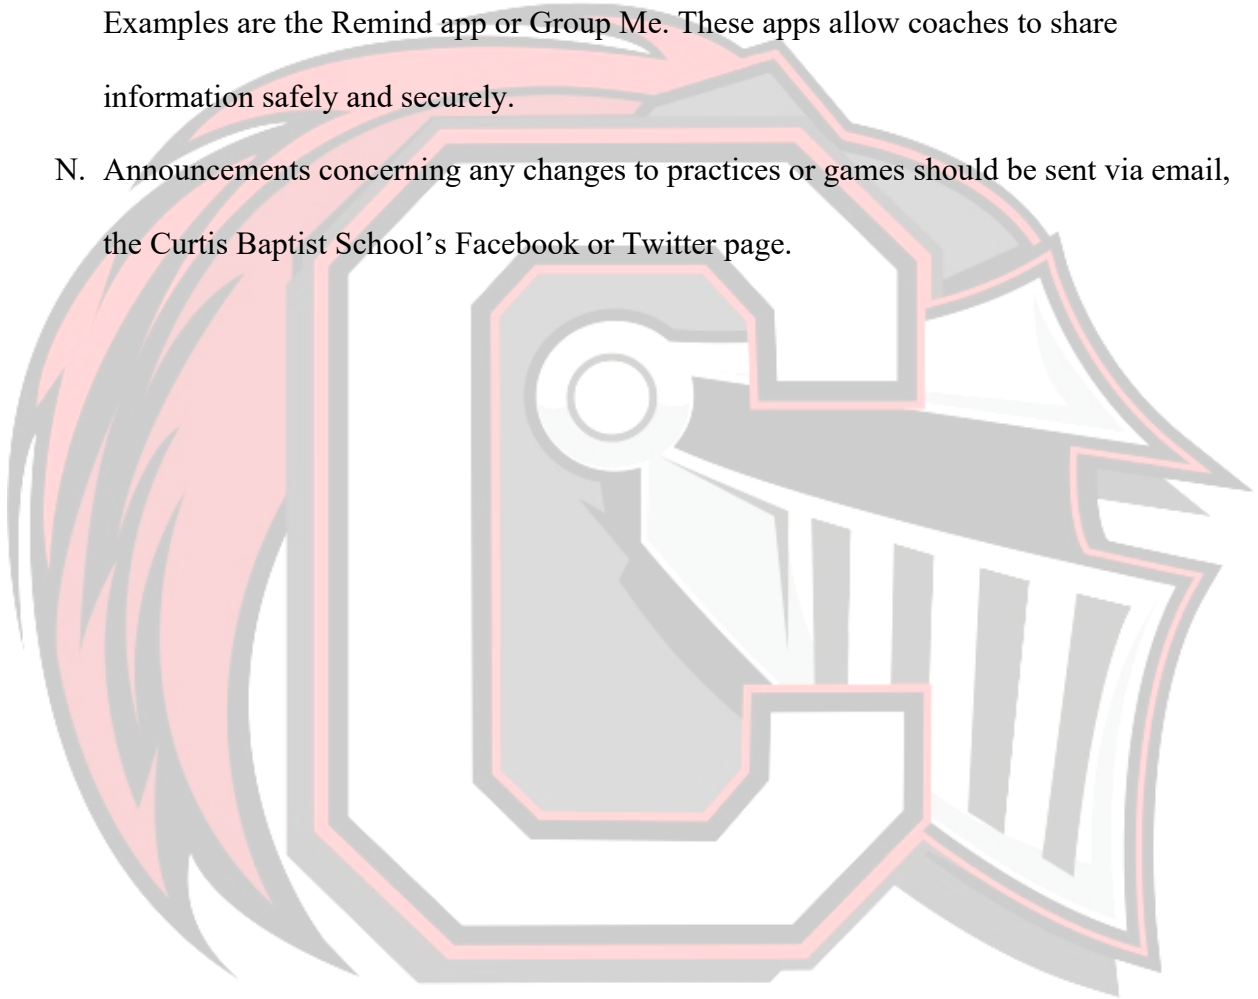 Examples are the Remind app or Group Me. These apps allow coaches to share
information safely and securely.
N. Announcements concerning any changes to practices or games should be sent via email,
the Curtis Baptist School’s Facebook or Twitter page.
C